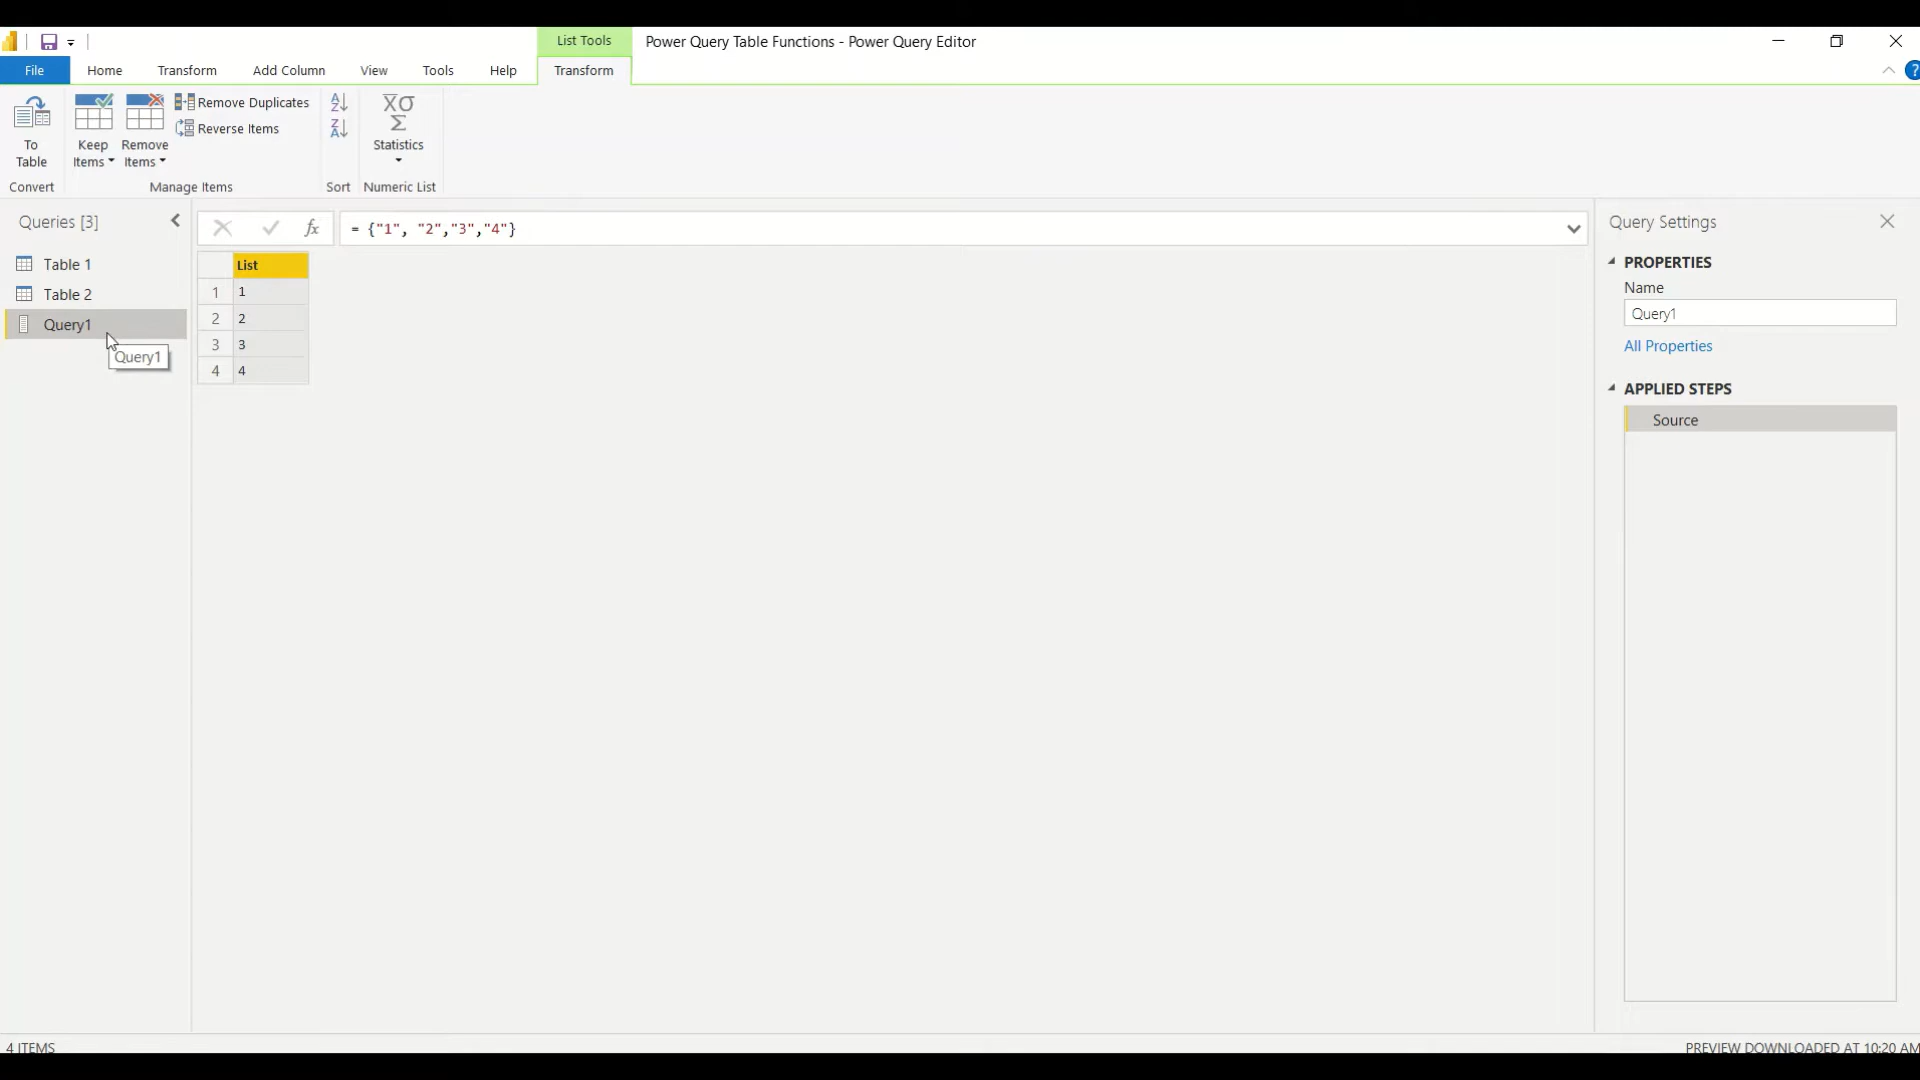 List Tools
Power Query Table Functions - Power Query Editor
File
Home
Transform
Add Column
View
Tools
Help
Transform
?
To
Table
Keep
Items
Remove
Items
Remove Duplicates
Reverse Items
Statistics
Convert
Manage Items
Sort
Numeric List
Queries [3]
fx
= {"1", "2","3","4"}
Table 1
Table 2
Query1
Query1
List
1 1
2 2
3 3
4 4
Query Settings
PROPERTIES
Name
Query1
All Properties
APPLIED STEPS
Source
4 ITEMS
PREVIEW DOWNLOADED AT 10:20 AM